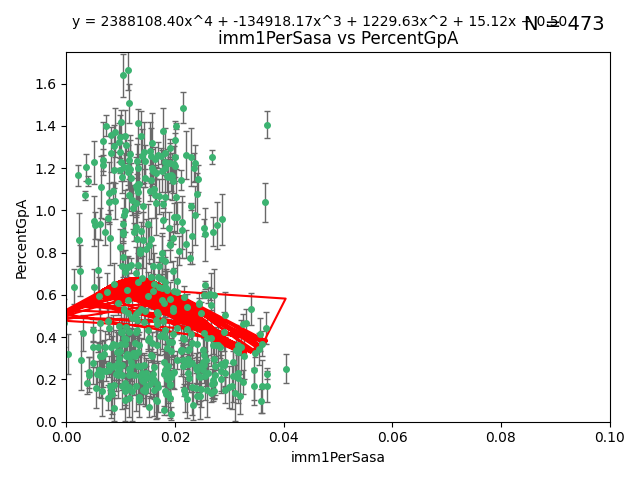 y = 2388108.40x^4 + -134918.17x^3 + 1229.63x^2 + 15.12x + 0.50
N = 473
imm1PerSasa vs PercentGpA
1.6
1.4
1.2
1.0
0.8
0.6
0.4
0.2
0.0
PercentGpA
0.00 0.02 0.04 0.06 0.08 0.10
imm1PerSasa